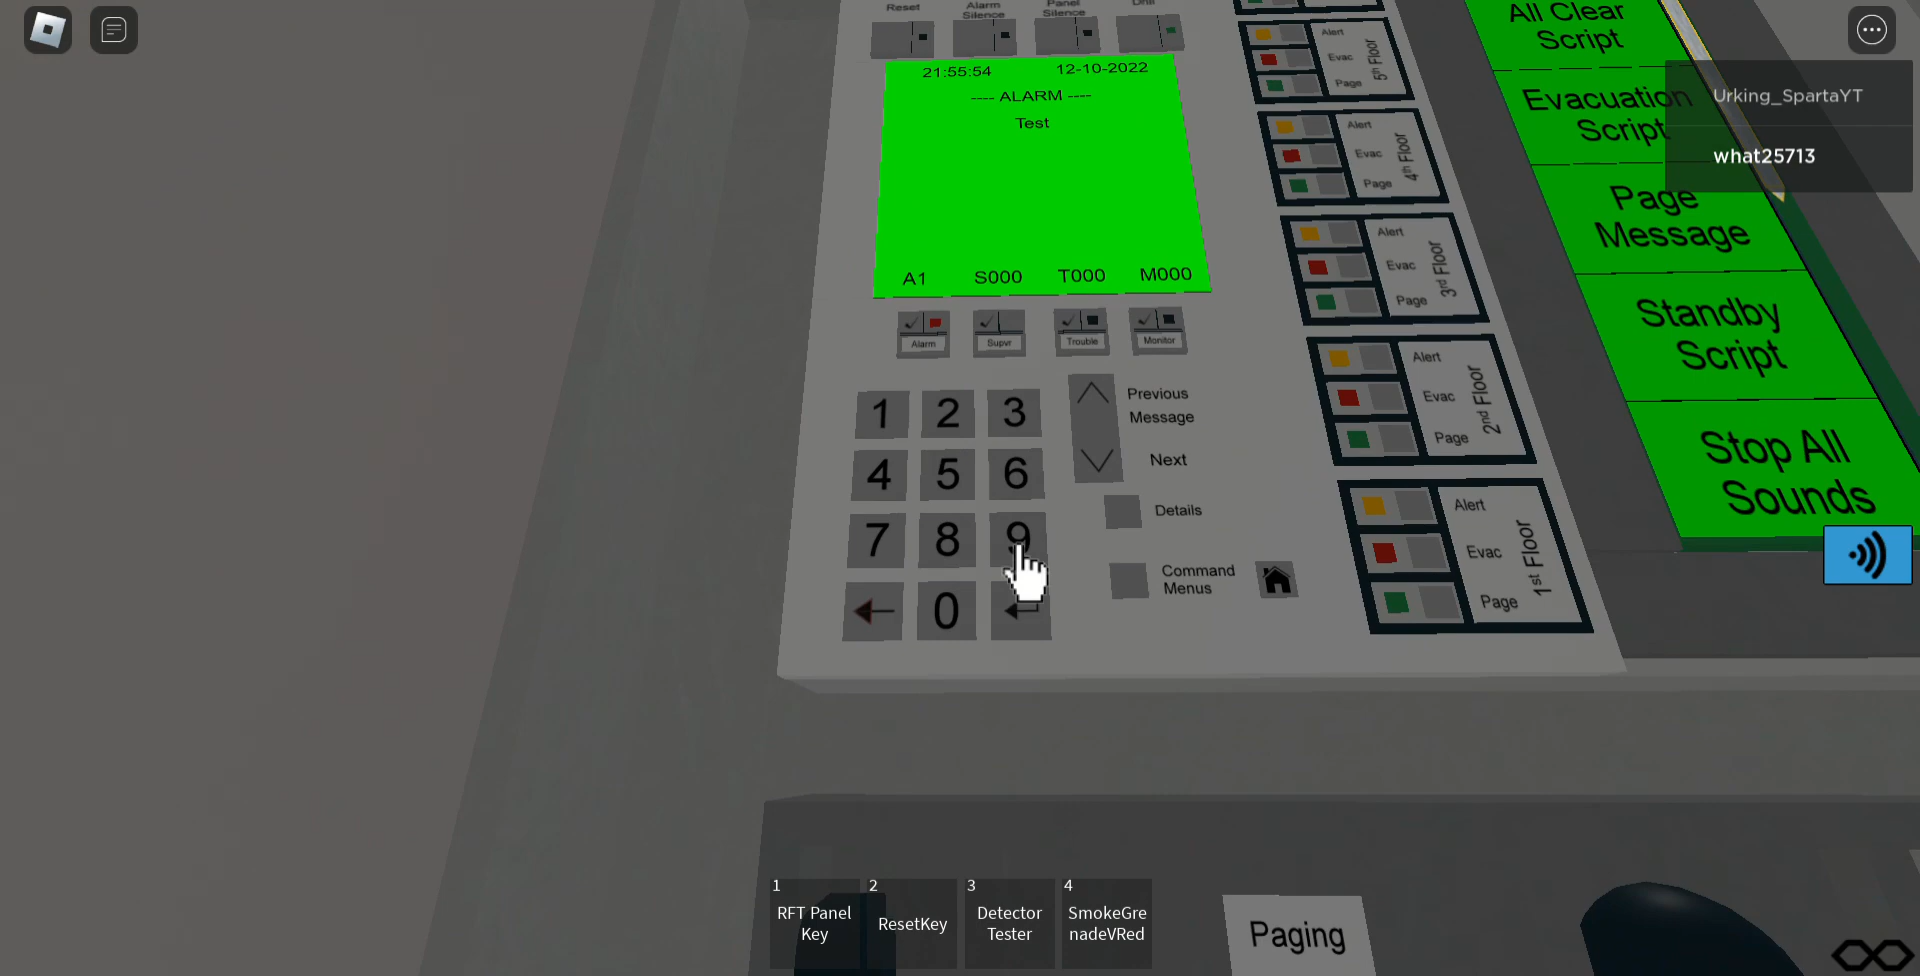 Reset
Alarm
Silence
Panel
Silence
Drill
21:55:54
12-10-2022
---- ALARM ----
Test
A1
S000
T000
M000
Alarm
Supvr
Trouble
Monitor
1
2
3
4
5
6
7
8
9
0
Previous
Message
Next
Details
Command
Menus
Alert
Evac
Page
5th Floor
Alert
Evac
Page
4th Floor
Alert
Evac
Page
3rd Floor
Alert
Evac
Page
2nd Floor
Alert
Evac
Page
1st Floor
All Clear
Script
Evacuation
Script
Page
Message
Standby
Script
Stop All
Sounds
Urking_SpartaYT
what25713
1
RFT Panel
Key
2
ResetKey
3
Detector
Tester
4
SmokeGre
nadeVRed
Paging